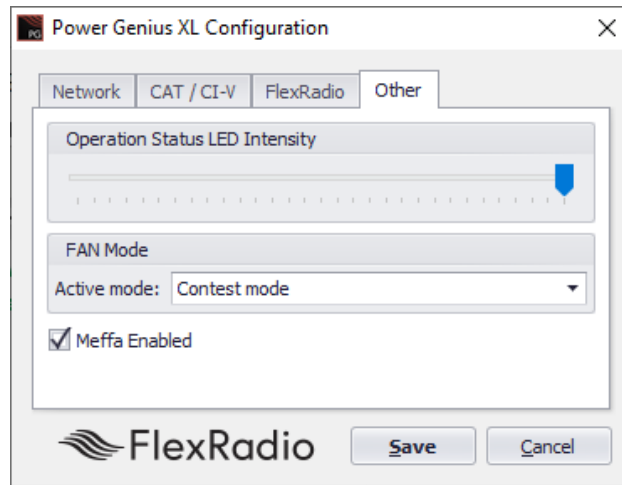 PG Power Genius XL Configuration
Network CAT / CI-V FlexRadio Other
Operation Status LED Intensity
FAN Mode
Active mode: Contest mode
Meffa Enabled
FlexRadio Save Cancel